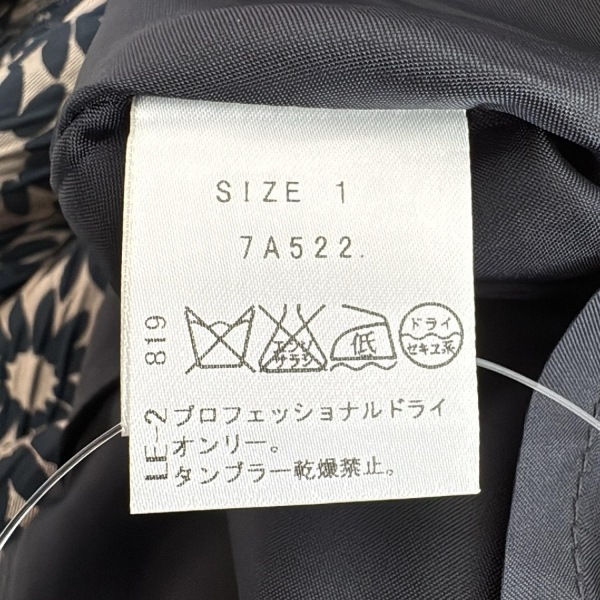 SIZE 1
7A522.
エンソ
サラシ
低
ドライ
セキユ系
LE-2 819
プロフェッショナルドライ
オンリー。
タンブラー乾燥禁止。